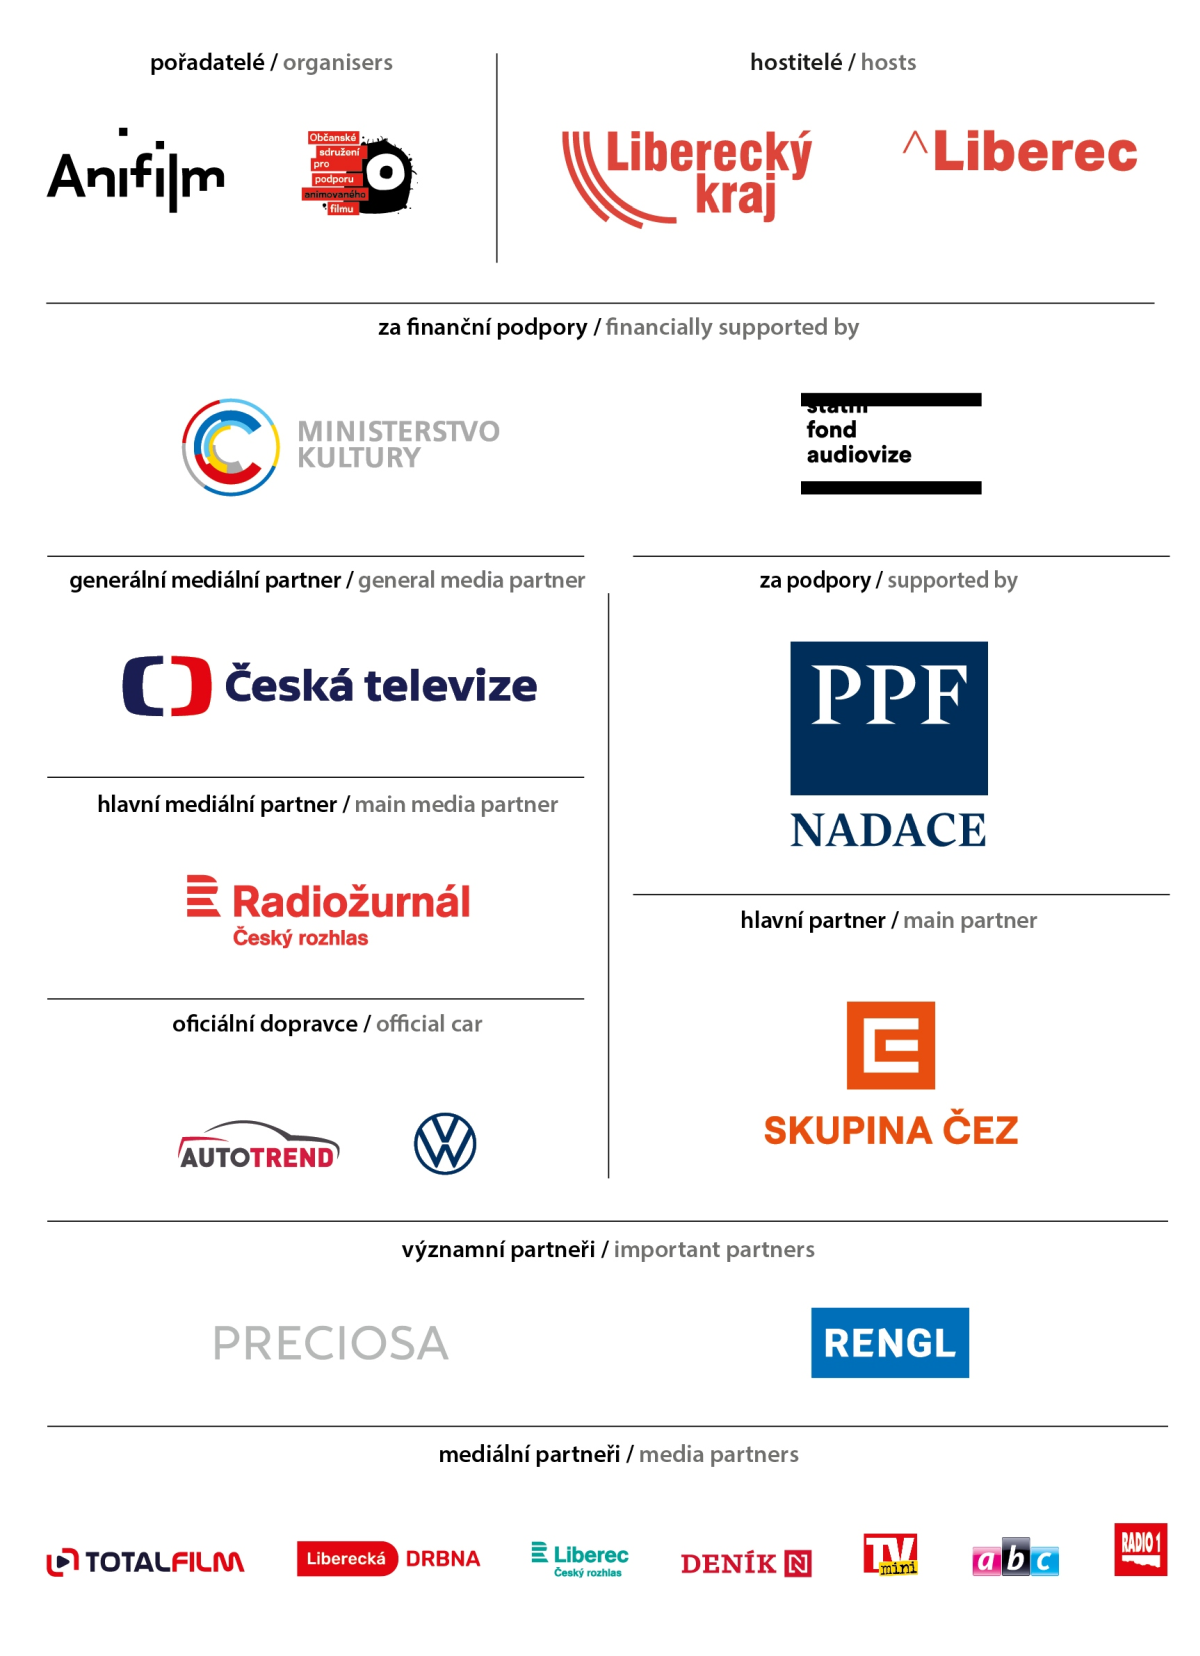 pořadatelé / organisers
Anifilm
Občanské
sdružení
pro
podporu
animovaného
filmu
hostitelé / hosts
Liberecký
kraj
^Liberec
za finanční podpory / financially supported by
MINISTERSTVO
KULTURY
státní
fond
audiovize
generální mediální partner / general media partner
Česká televize
za podpory / supported by
PPF
NADACE
hlavní mediální partner / main media partner
Radiožurnál
Český rozhlas
hlavní partner / main partner
SKUPINA ČEZ
oficiální dopravce / official car
AUTOTREND
VW
významní partneři / important partners
PRECIOSA
RENGL
mediální partneři / media partners
TOTALFILM
Liberecká DRBNA
Liberec
Český rozhlas
DENÍK N
TV
mini
abc
RADIO 1